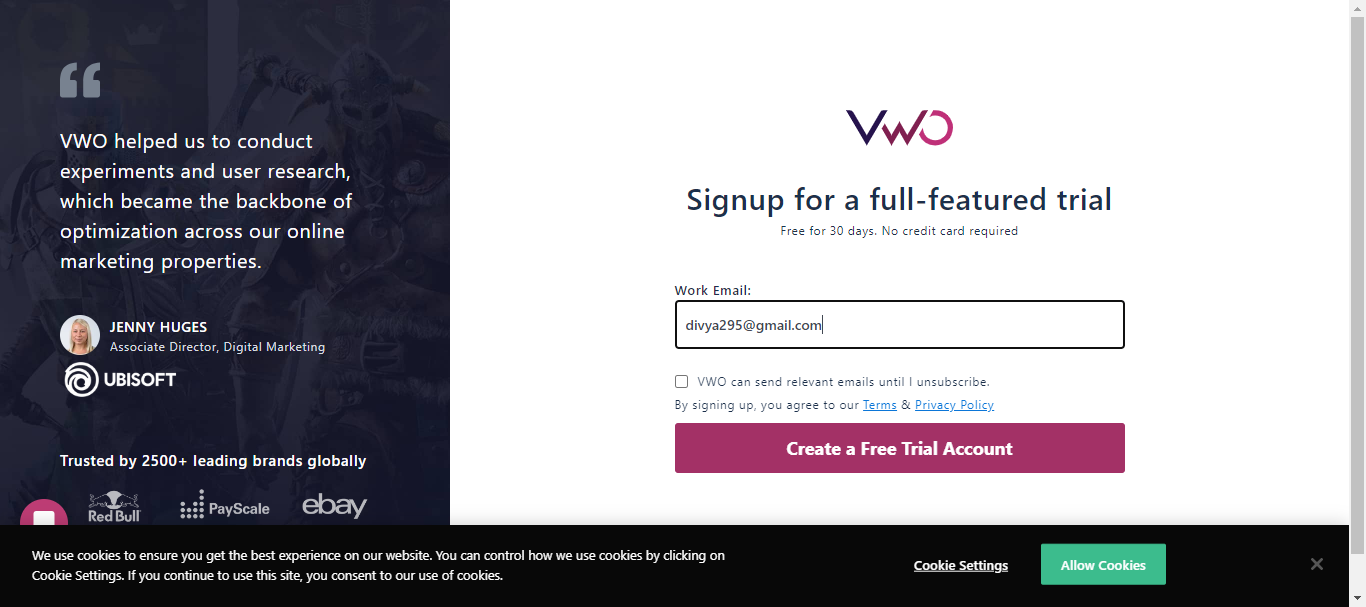 VWO helped us to conduct
experiments and user research,
which became the backbone of
optimization across our online
marketing properties.
JENNY HUGES
Associate Director, Digital Marketing
UBISOFT
Trusted by 2500+ leading brands globally
Red Bull
PayScale
ebay
VWO
Signup for a full-featured trial
Free for 30 days. No credit card required
Work Email:
divya295@gmail.com
VWO can send relevant emails until I unsubscribe.
By signing up, you agree to our Terms & Privacy Policy
Create a Free Trial Account
We use cookies to ensure you get the best experience on our website. You can control how we use cookies by clicking on
Cookie Settings. If you continue to use this site, you consent to our use of cookies.
Cookie Settings
Allow Cookies